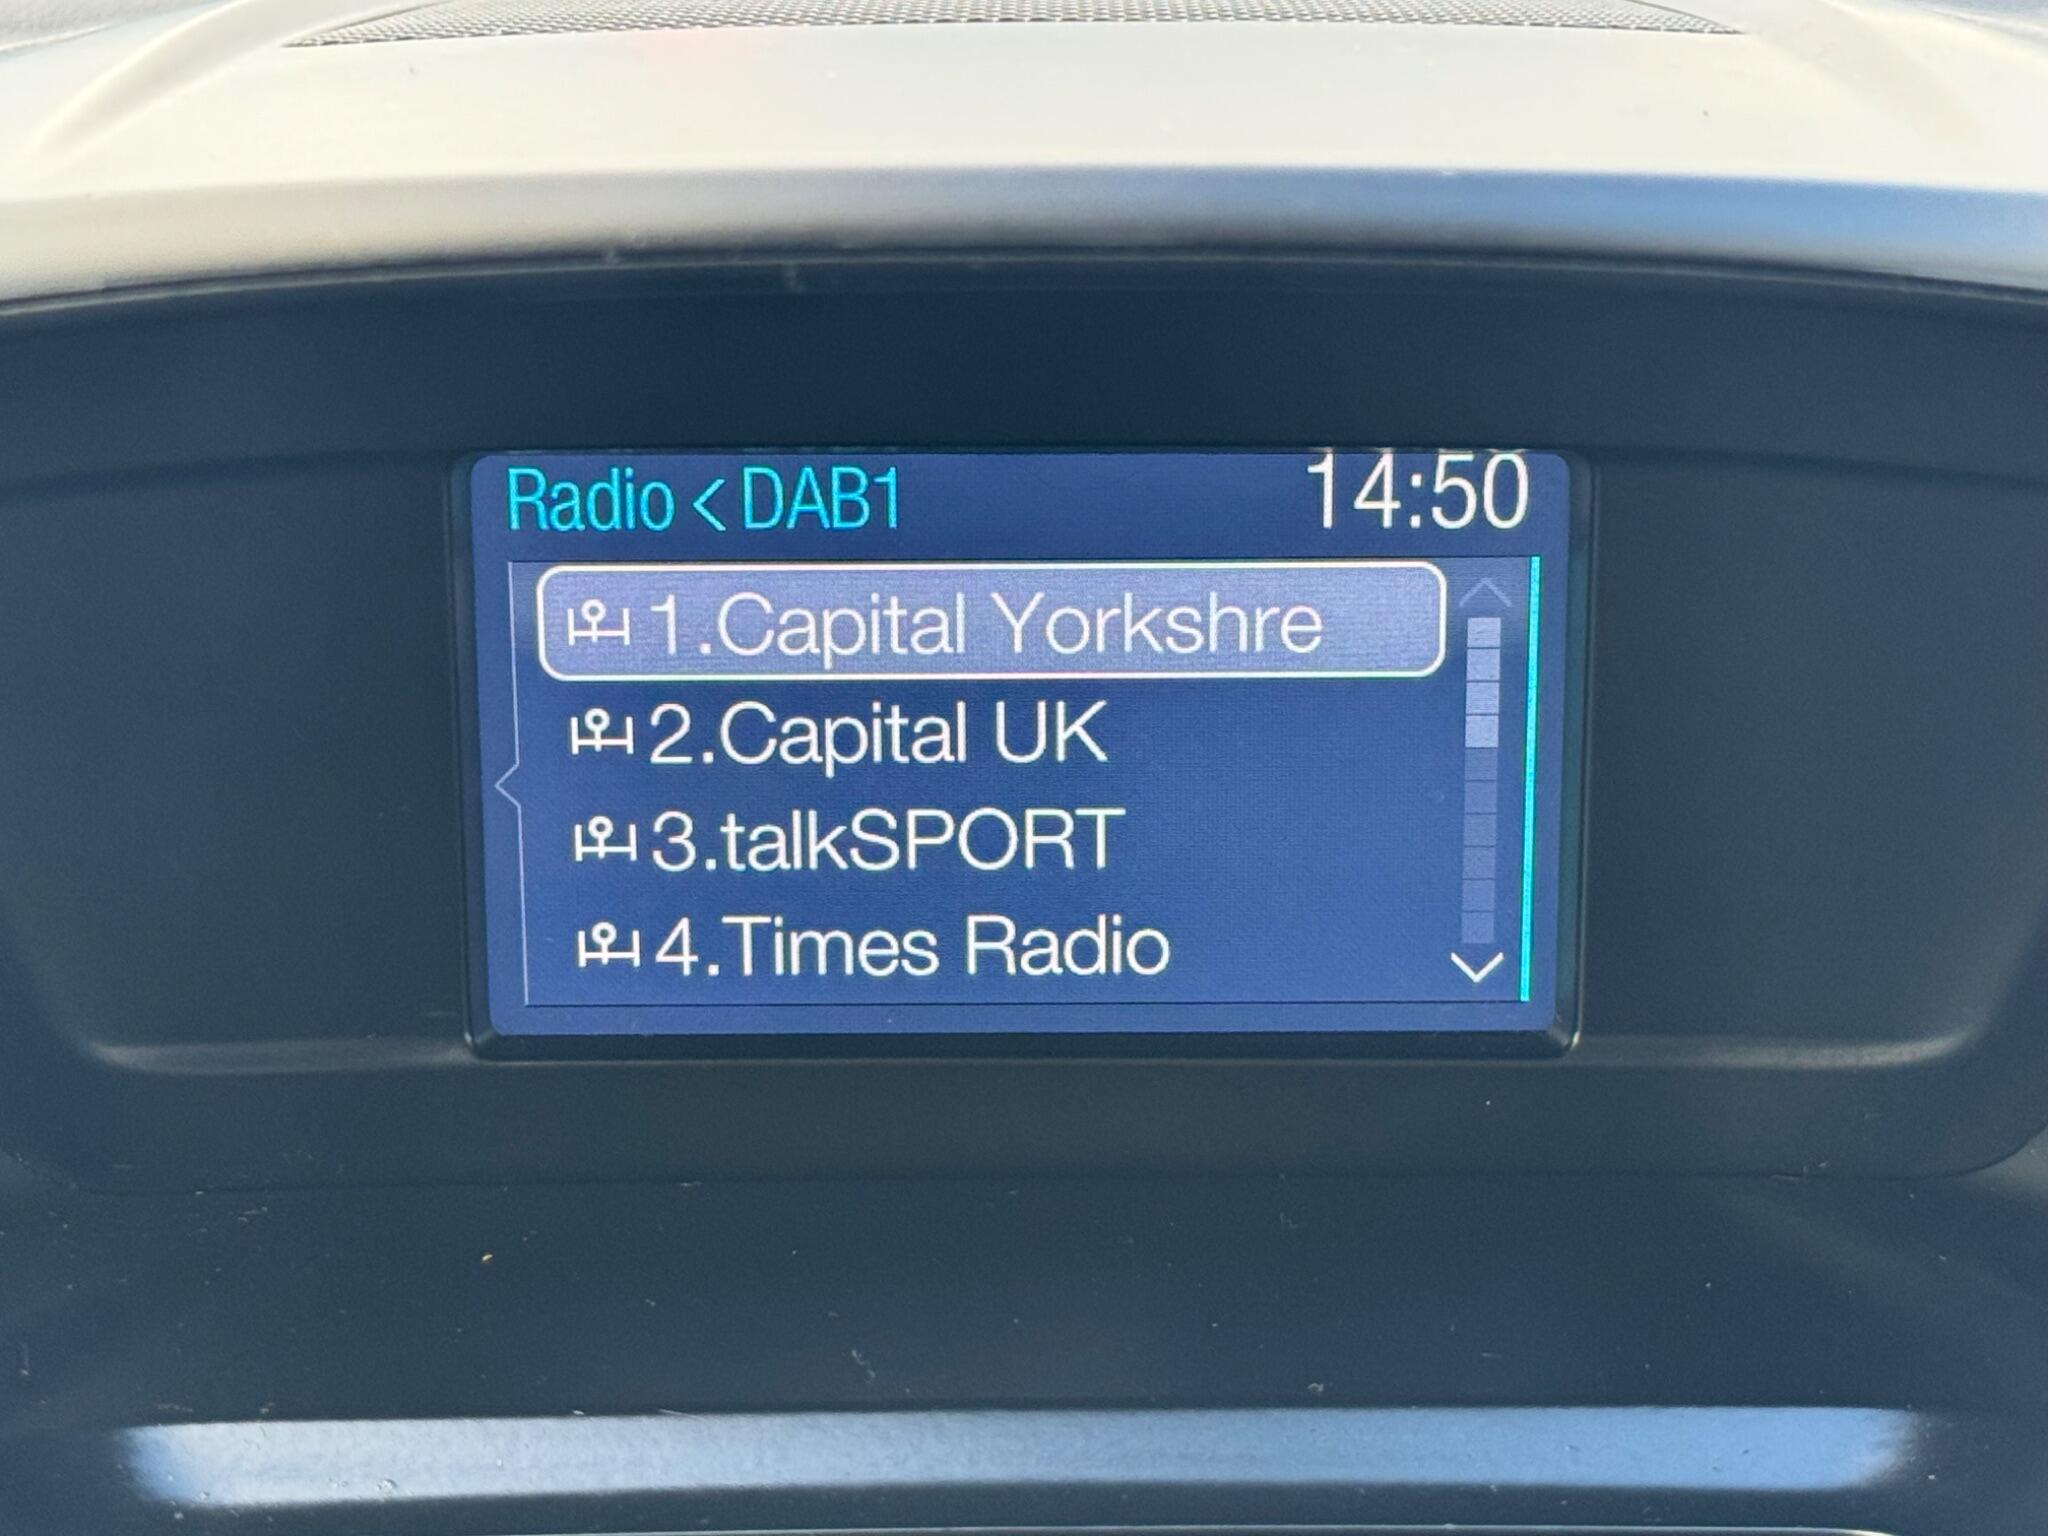 Radio < DAB1 14:50
1.Capital Yorkshre
2.Capital UK
3.talkSPORT
4.Times Radio